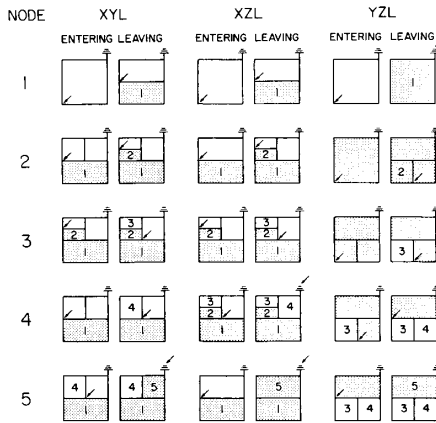 NODE XYL XZL YZL
ENTERING LEAVING ENTERING LEAVING ENTERING LEAVING
1 1 1 1
2 2
2 1 1 1 1 2
3 3
2 2 2 2
3 1 1 1 1 3
3 3
4 4
2 2
4 1 1 1 1 3 3 4
4 4 5 5 5
5 1 1 1 1 3 4 3 4